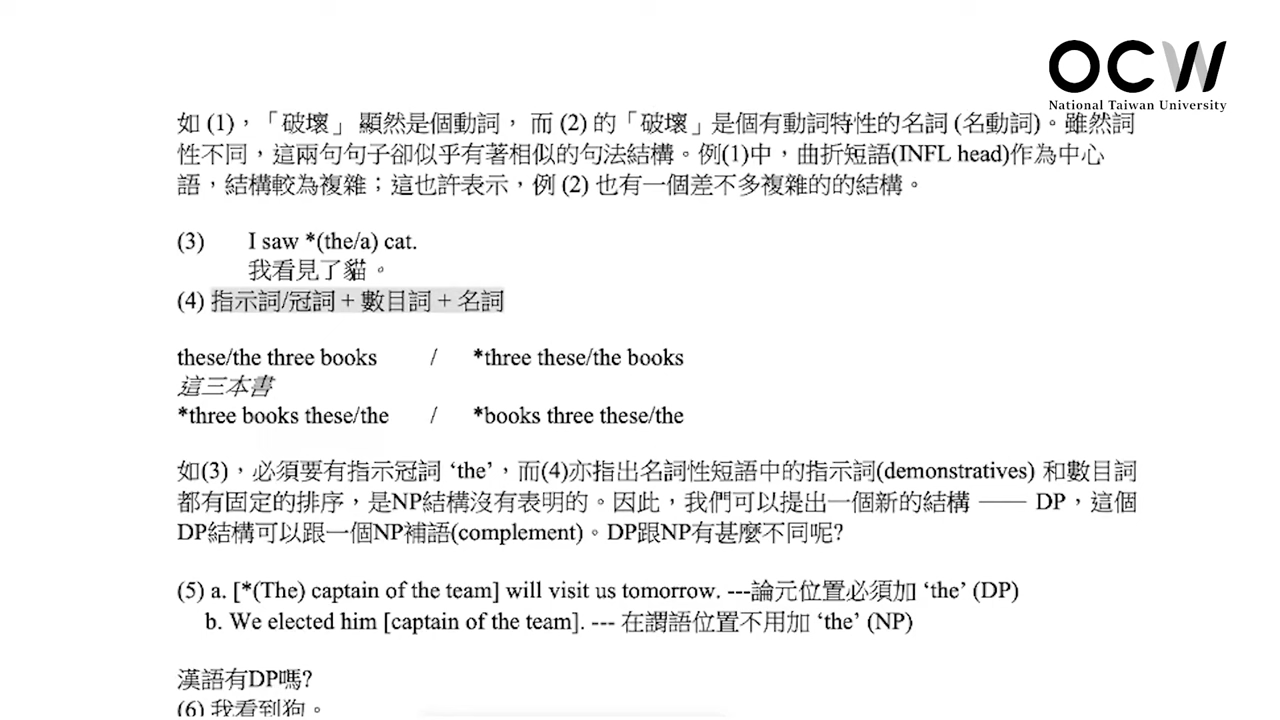 OCW
National Taiwan University
如 (1)，「破壞」 顯然是個動詞， 而 (2) 的「破壞」是個有動詞特性的名詞 (名動詞)。雖然詞
性不同，這兩句句子卻似乎有著相似的句法結構。例(1)中，曲折短語(INFL head)作為中心
語，結構較為複雜；這也許表示，例 (2) 也有一個差不多複雜的的結構。
(3) I saw *(the/a) cat.
我看見了貓。
(4) 指示詞/冠詞 + 數目詞 + 名詞
these/the three books / *three these/the books
這三本書
*three books these/the / *books three these/the
如(3)，必須要有指示冠詞 ‘the’，而(4)亦指出名詞性短語中的指示詞(demonstratives) 和數目詞
都有固定的排序，是NP結構沒有表明的。因此，我們可以提出一個新的結構 —— DP，這個
DP結構可以跟一個NP補語(complement)。DP跟NP有甚麼不同呢?
(5) a. [*(The) captain of the team] will visit us tomorrow. ---論元位置必須加 ‘the’ (DP)
b. We elected him [captain of the team]. --- 在謂語位置不用加 ‘the’ (NP)
漢語有DP嗎?
(6) 我看到狗。